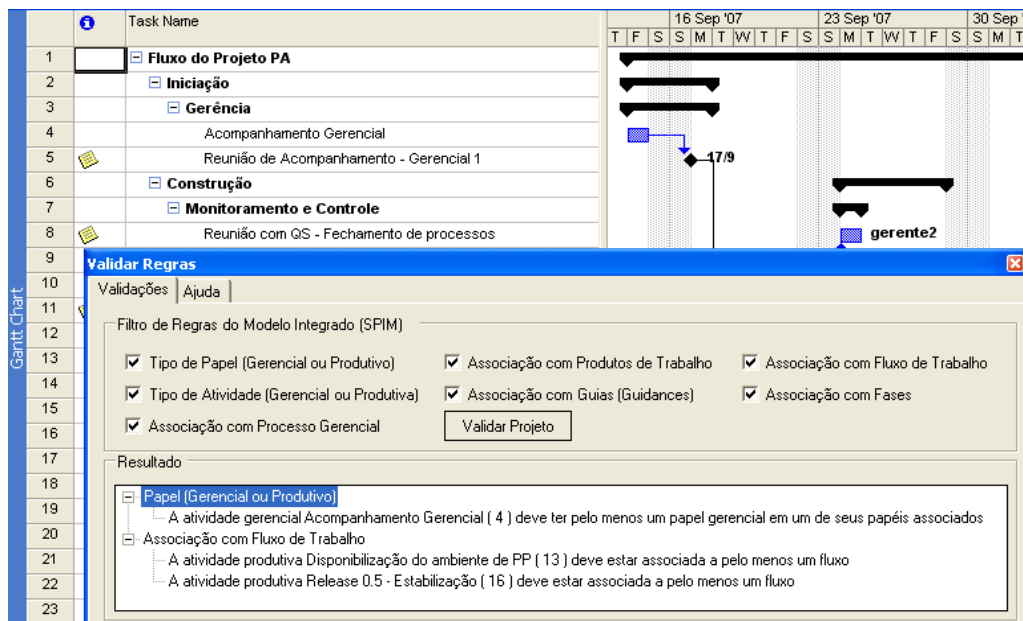 Task Name
16 Sep '07 23 Sep '07 30 Sep '
T F S S M T W T F S S M T W T F S S M T
1 Fluxo do Projeto PA
2 Iniciação
3 Gerência
4 Acompanhamento Gerencial
5 Reunião de Acompanhamento - Gerencial 1 17/9
6 Construção
7 Monitoramento e Controle
8 Reunião com QS - Fechamento de processos gerente2
9
10
11
12
13
14
15
16
17
18
19
20
21
22
23
Gantt Chart
Validar Regras
Validações Ajuda
Filtro de Regras do Modelo Integrado (SPIM)
Tipo de Papel (Gerencial ou Produtivo) Associação com Produtos de Trabalho Associação com Fluxo de Trabalho
Tipo de Atividade (Gerencial ou Produtiva) Associação com Guias (Guidances) Associação com Fases
Associação com Processo Gerencial Validar Projeto
Resultado
Papel (Gerencial ou Produtivo)
A atividade gerencial Acompanhamento Gerencial ( 4 ) deve ter pelo menos um papel gerencial em um de seus papéis associados
Associação com Fluxo de Trabalho
A atividade produtiva Disponibilização do ambiente de PP ( 13 ) deve estar associada a pelo menos um fluxo
A atividade produtiva Release 0.5 - Estabilização ( 16 ) deve estar associada a pelo menos um fluxo